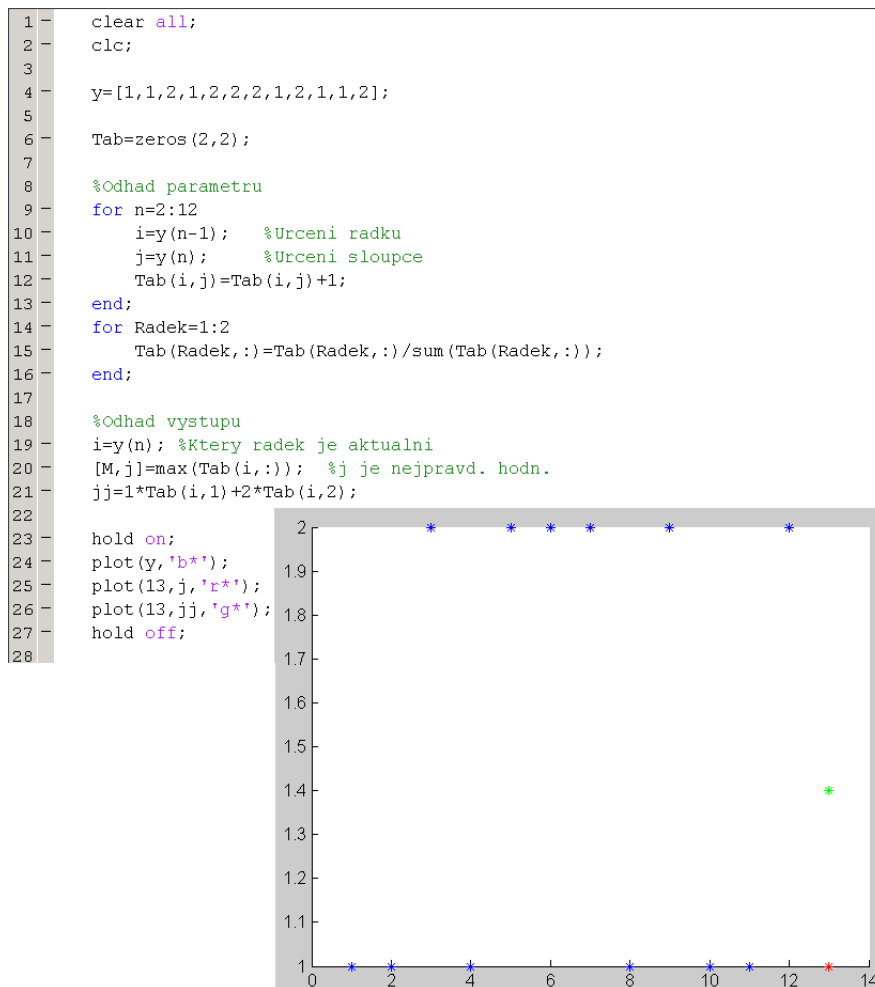 1 clear all;
2 clc;
3
4 y=[1,1,2,1,2,2,2,1,2,1,1,2];
5
6 Tab=zeros(2,2);
7
8 %Odhad parametru
9 for n=2:12
10 i=y(n-1); %Urceni radku
11 j=y(n); %Urceni sloupce
12 Tab(i,j)=Tab(i,j)+1;
13 end;
14 for Radek=1:2
15 Tab(Radek,:)=Tab(Radek,:)/sum(Tab(Radek,:));
16 end;
17
18 %Odhad vystupu
19 i=y(n); %Ktery radek je aktualni
20 [M,j]=max(Tab(i,:)); %j je nejpravd. hodn.
21 jj=1*Tab(i,1)+2*Tab(i,2);
22
23 hold on;
24 plot(y,'b*');
25 plot(13,j,'r*');
26 plot(13,jj,'g*');
27 hold off;
28
2
1.9
1.8
1.7
1.6
1.5
1.4
1.3
1.2
1.1
1
0 2 4 6 8 10 12 14